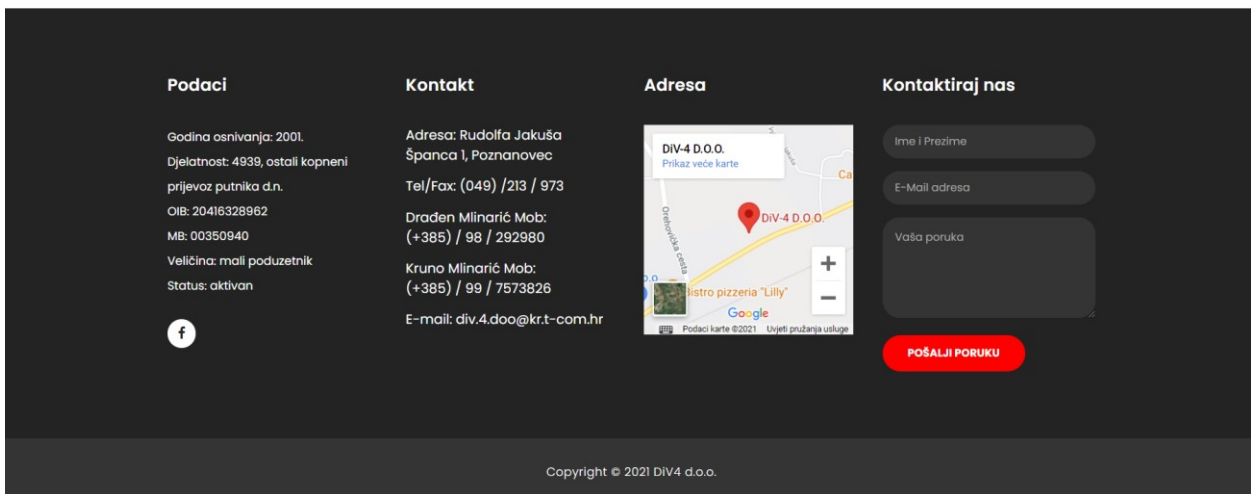 Podaci
Godina osnivanja: 2001.
Djelatnost: 4939, ostali kopneni
prijevoz putnika d.n.
OIB: 20416328962
MB: 00350940
Veličina: mali poduzetnik
Status: aktivan
f
Kontakt
Adresa: Rudolfa Jakuša
Španca 1, Poznanovec
Tel/Fax: (049) /213 / 973
Drađen Mlinarić Mob:
(+385) / 98 / 292980
Kruno Mlinarić Mob:
(+385) / 99 / 7573826
E-mail: div.4.doo@kr.t-com.hr
Adresa
DiV-4 D.O.O.
Prikaz veće karte
Ca
DiV-4 D.O.O.
Orehovička cesta
Bistro pizzeria "Lilly"
+
−
Google
Podaci karte ©2021 Uvjeti pružanja usluge
Kontaktiraj nas
Ime i Prezime
E-Mail adresa
Vaša poruka
POŠALJI PORUKU
Copyright © 2021 DiV4 d.o.o.